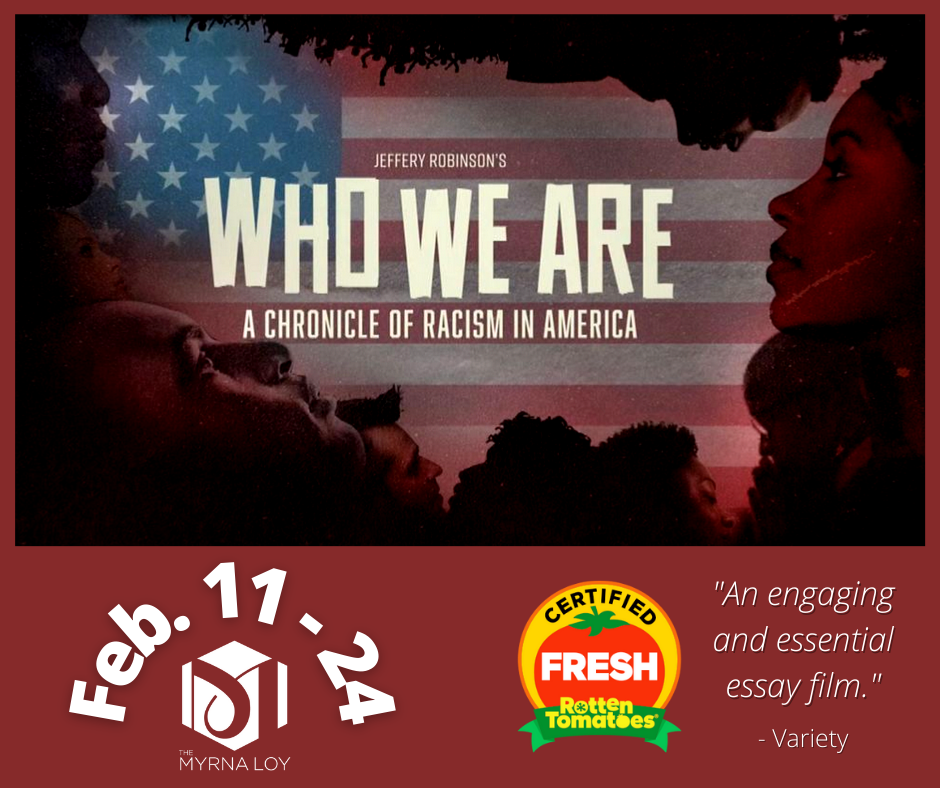 JEFFERY ROBINSON'S
WHO WE ARE
A CHRONICLE OF RACISM IN AMERICA
Feb. 11 - 24
THE
MYRNA LOY
CERTIFIED
FRESH
Rotten
Tomatoes®
"An engaging
and essential
essay film."
- Variety